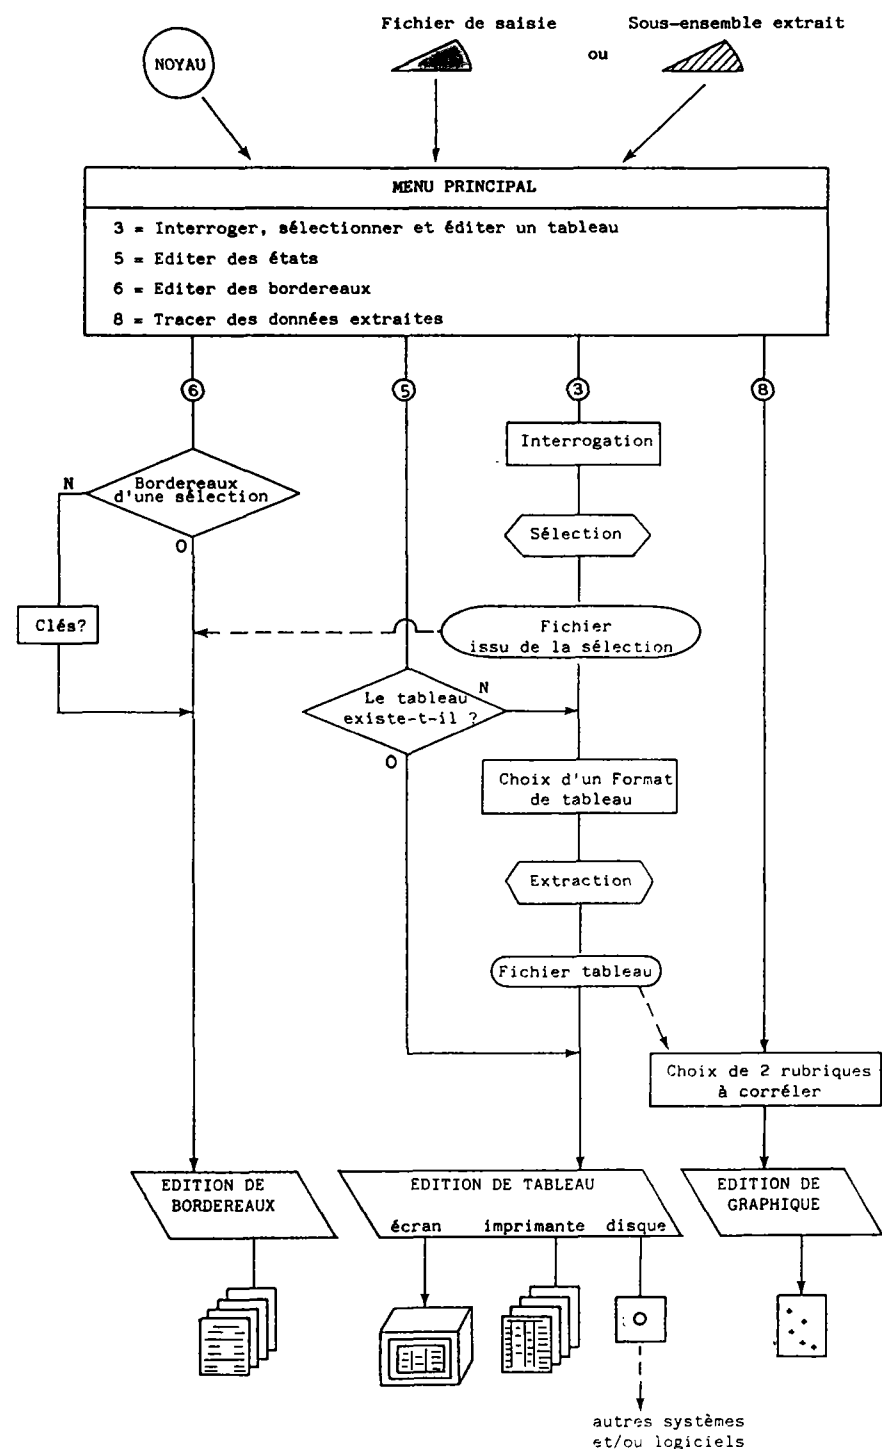 Fichier de saisie
Sous-ensemble extrait
NOYAU
ou
MENU PRINCIPAL
3 = Interroger, sélectionner et éditer un tableau
5 = Editer des états
6 = Editer des bordereaux
8 = Tracer des données extraites
6
5
3
8
Interrogation
N
Bordereaux
d'une sélection
O
Sélection
Clés?
Fichier
issu de la sélection
N
Le tableau
existe-t-il ?
O
Choix d'un Format
de tableau
Extraction
Fichier tableau
Choix de 2 rubriques
à corréler
EDITION DE
BORDEREAUX
EDITION DE TABLEAU
écran imprimante disque
EDITION DE
GRAPHIQUE
autres systèmes
et/ou logiciels